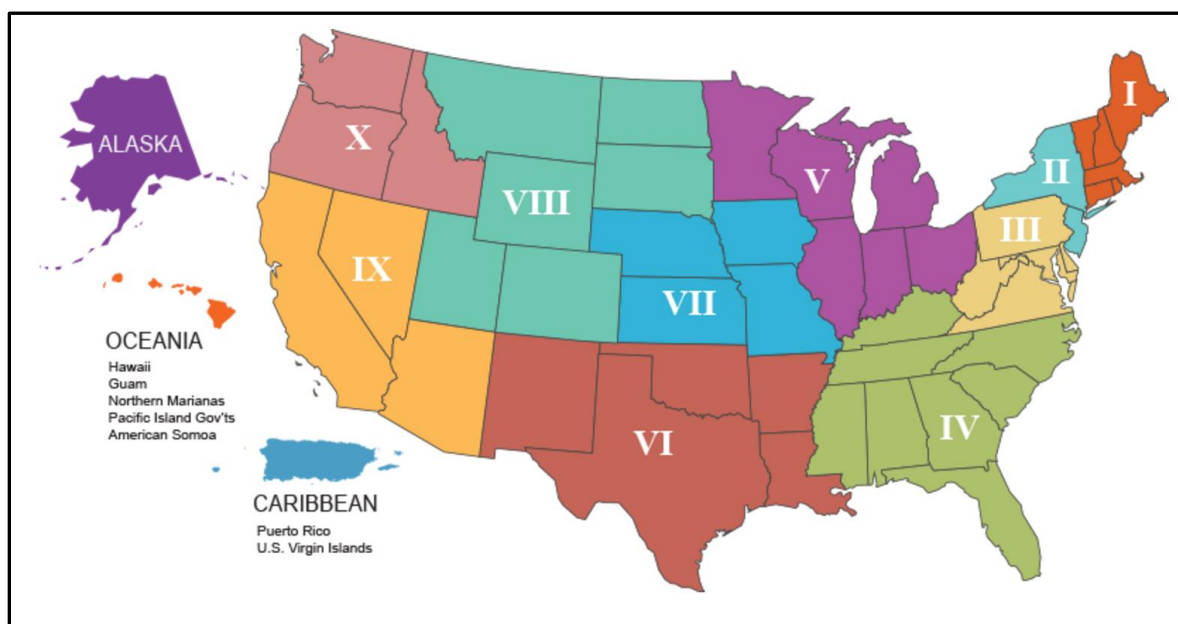 I
ALASKA
X
II
V
VIII
III
IX
VII
OCEANIA
Hawaii
Guam
Northern Marianas
Pacific Island Gov'ts
American Somoa
VI
IV
CARIBBEAN
Puerto Rico
U.S. Virgin Islands